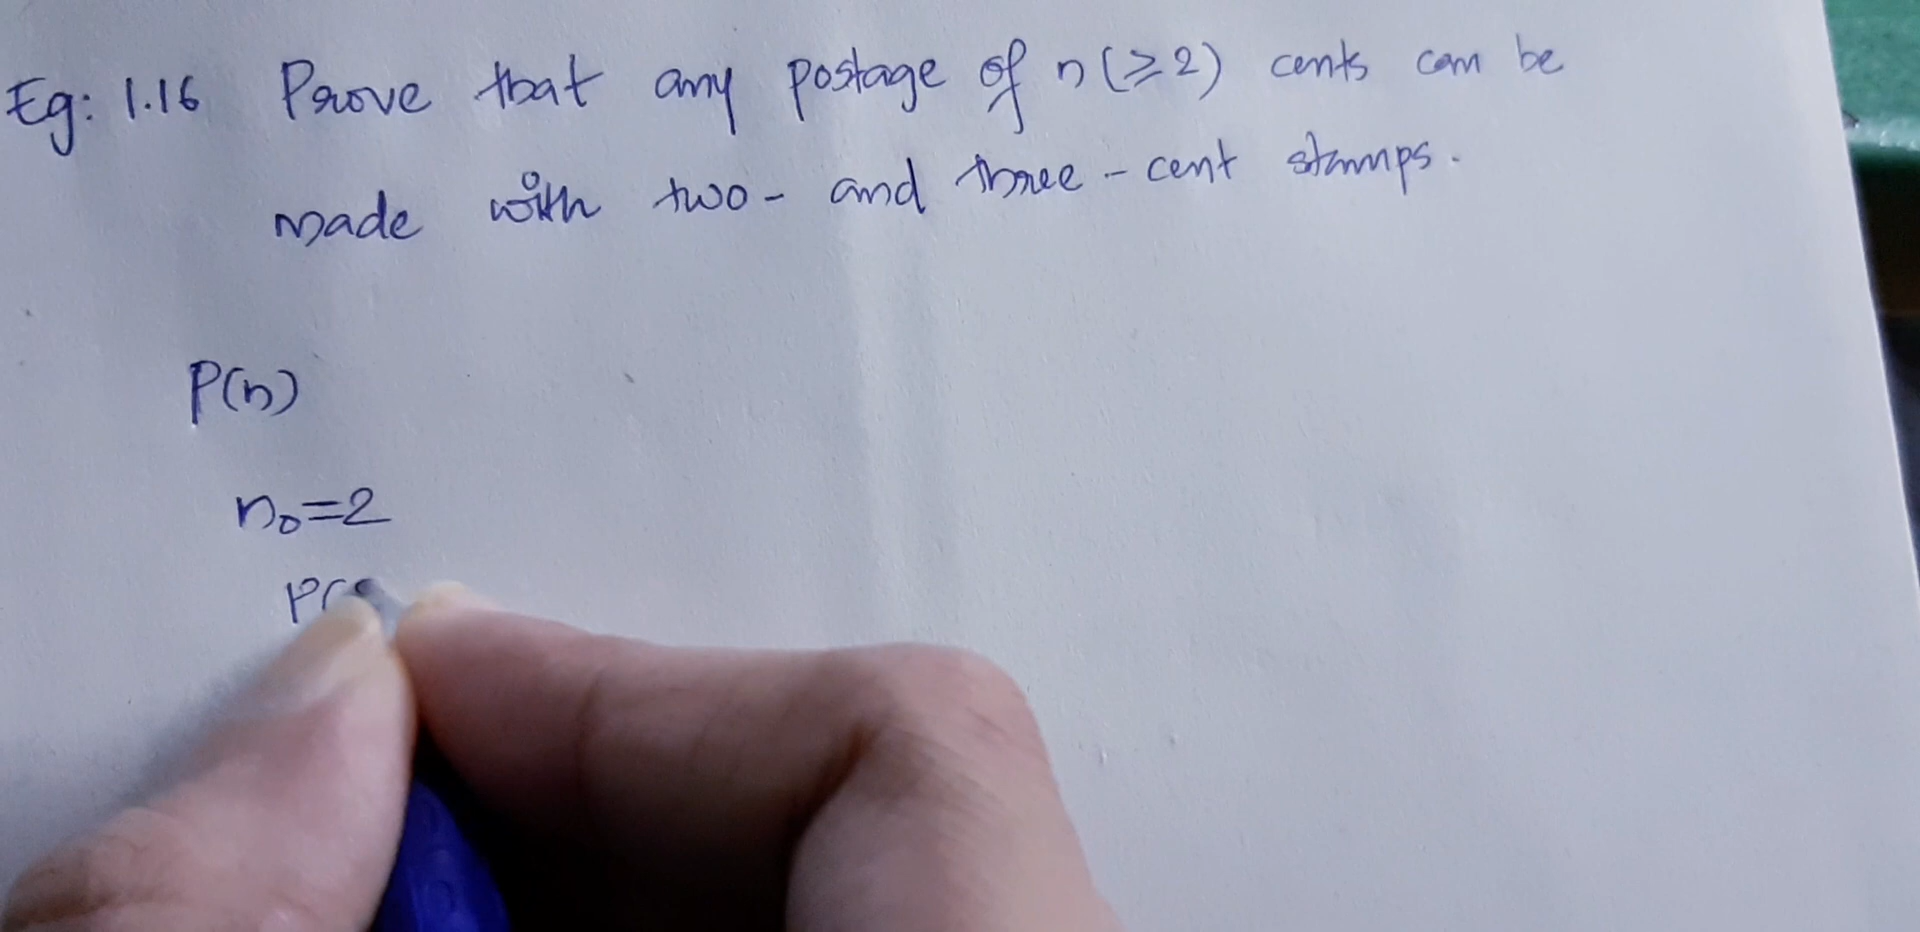 Eg: 1.16 Prove that any postage of n (≥2) cents can be
made with two- and three-cent stamps.
P(n)
n₀=2
P(